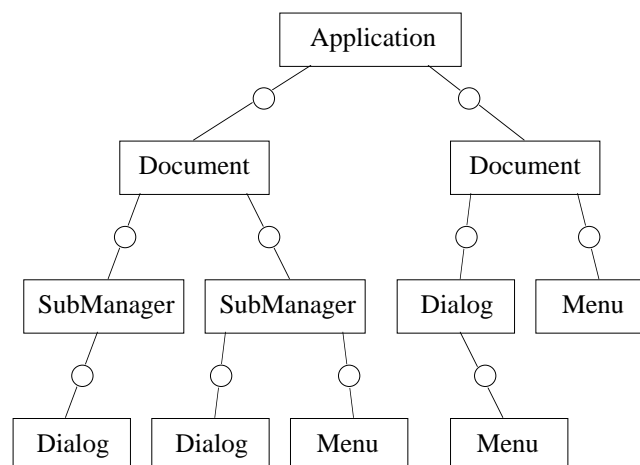 Application
Document Document
SubManager SubManager Dialog Menu
Dialog Dialog Menu Menu